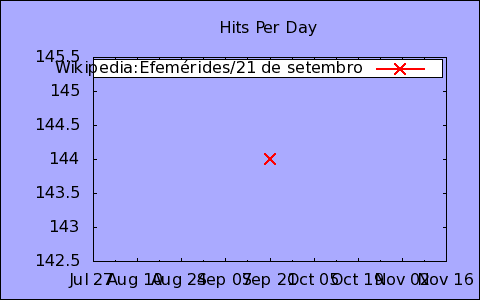 Hits Per Day
145.5
Wikipedia:Efemérides/21 de setembro
145
144.5
144
143.5
143
142.5
Jul 27 Aug 10 Aug 24 Sep 07 Sep 21 Oct 05 Oct 19 Nov 02 Nov 16